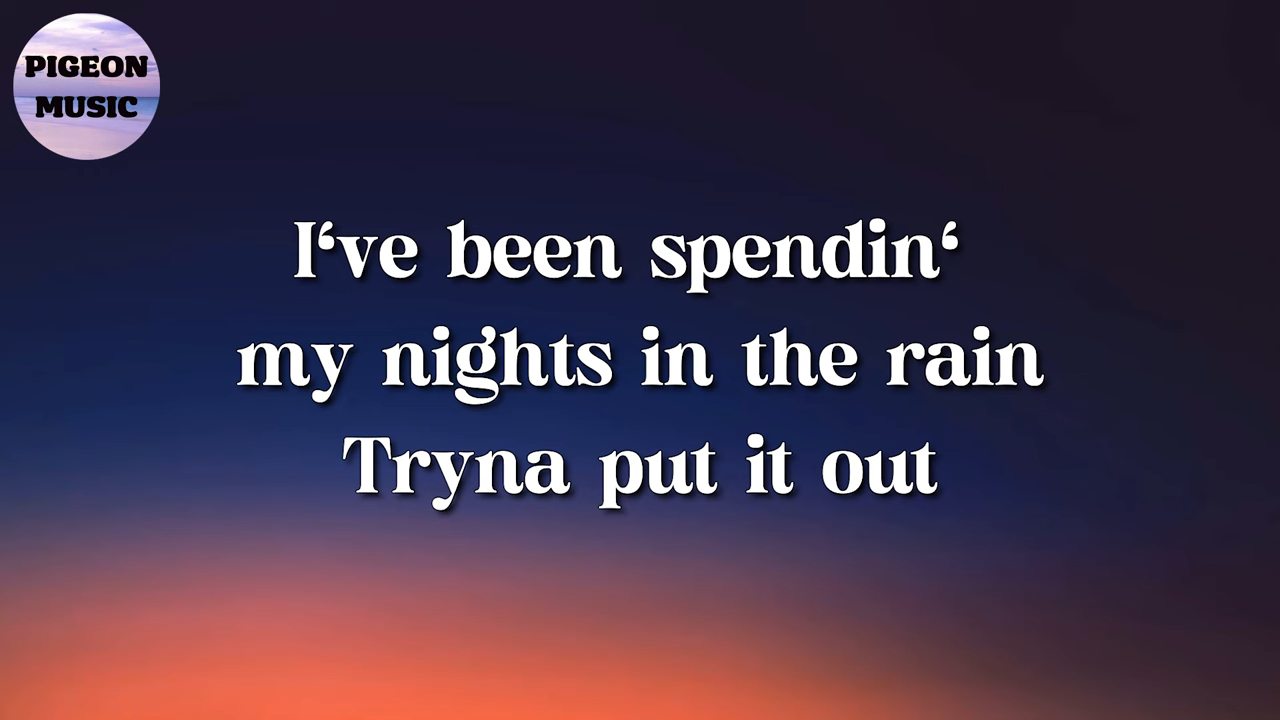 PIGEON
MUSIC
I‘ve been spendin‘
my nights in the rain
Tryna put it out